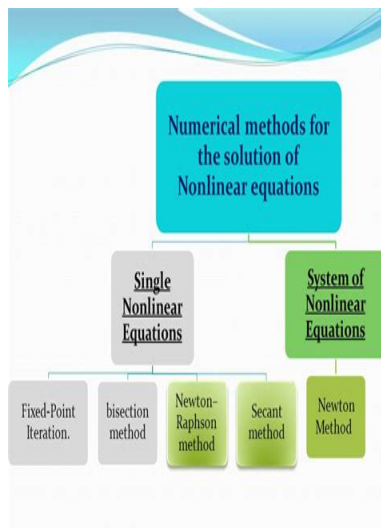 Numerical methods for
the solution of
Nonlinear equations
Single
Nonlinear
Equations
System of
Nonlinear
Equations
Fixed-Point
Iteration.
bisection
method
Newton-
Raphson
method
Secant
method
Newton
Method